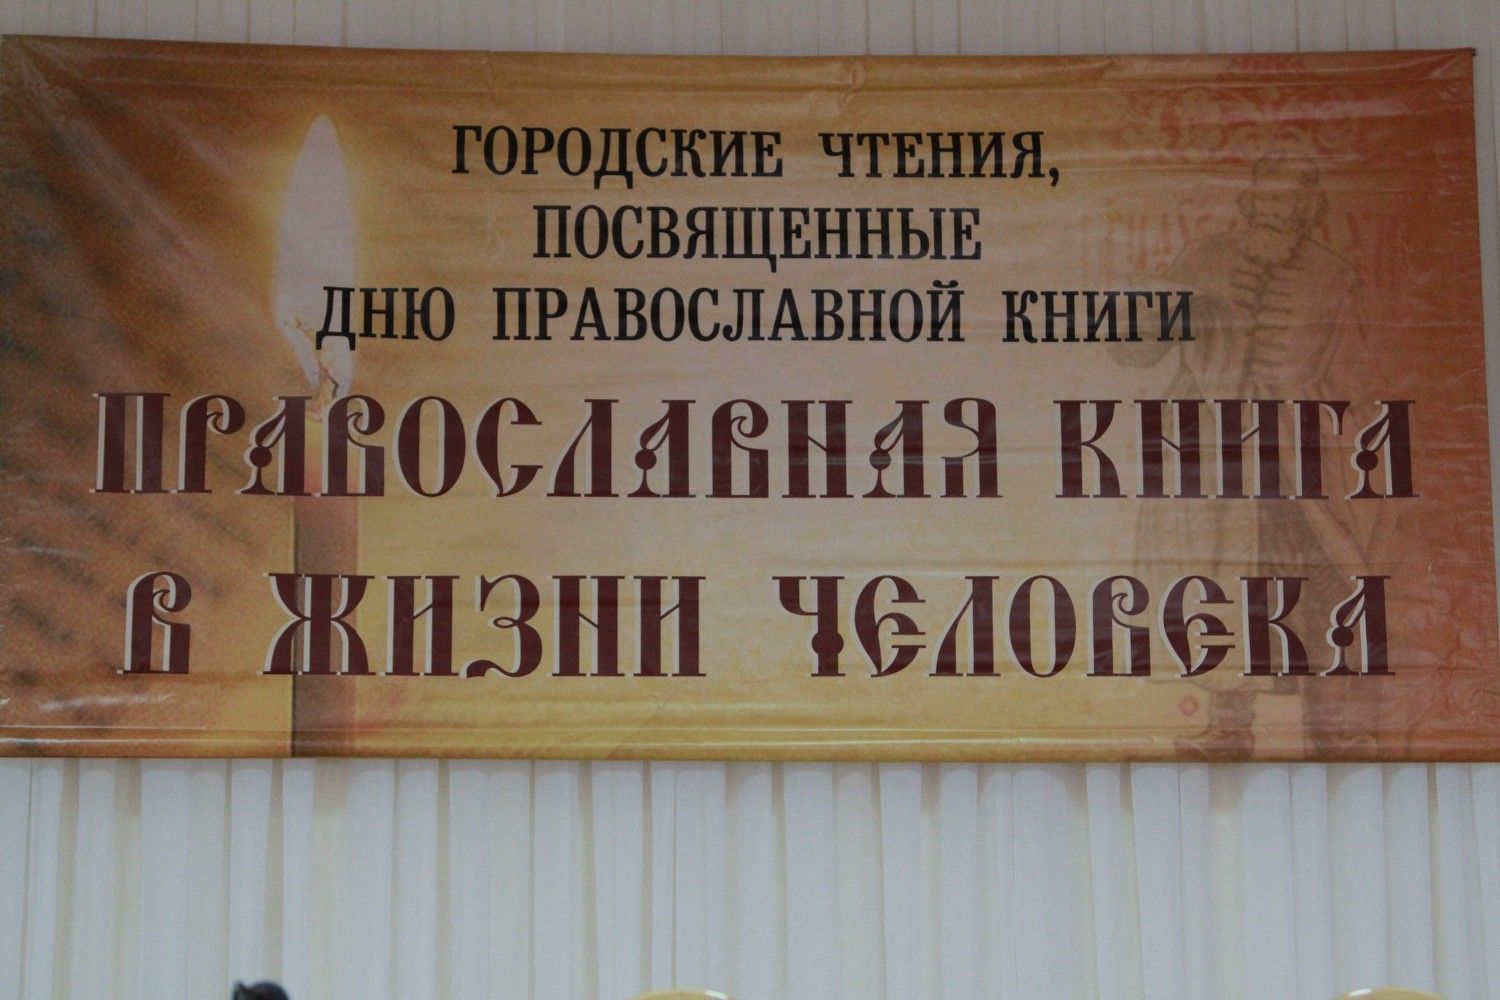 ГОРОДСКИЕ ЧТЕНИЯ,
ПОСВЯЩЕННЫЕ
ДНЮ ПРАВОСЛАВНОЙ КНИГИ
ПРАВОСЛАВНАЯ КНИГА
В ЖИЗНИ ЧЕЛОВЕКА